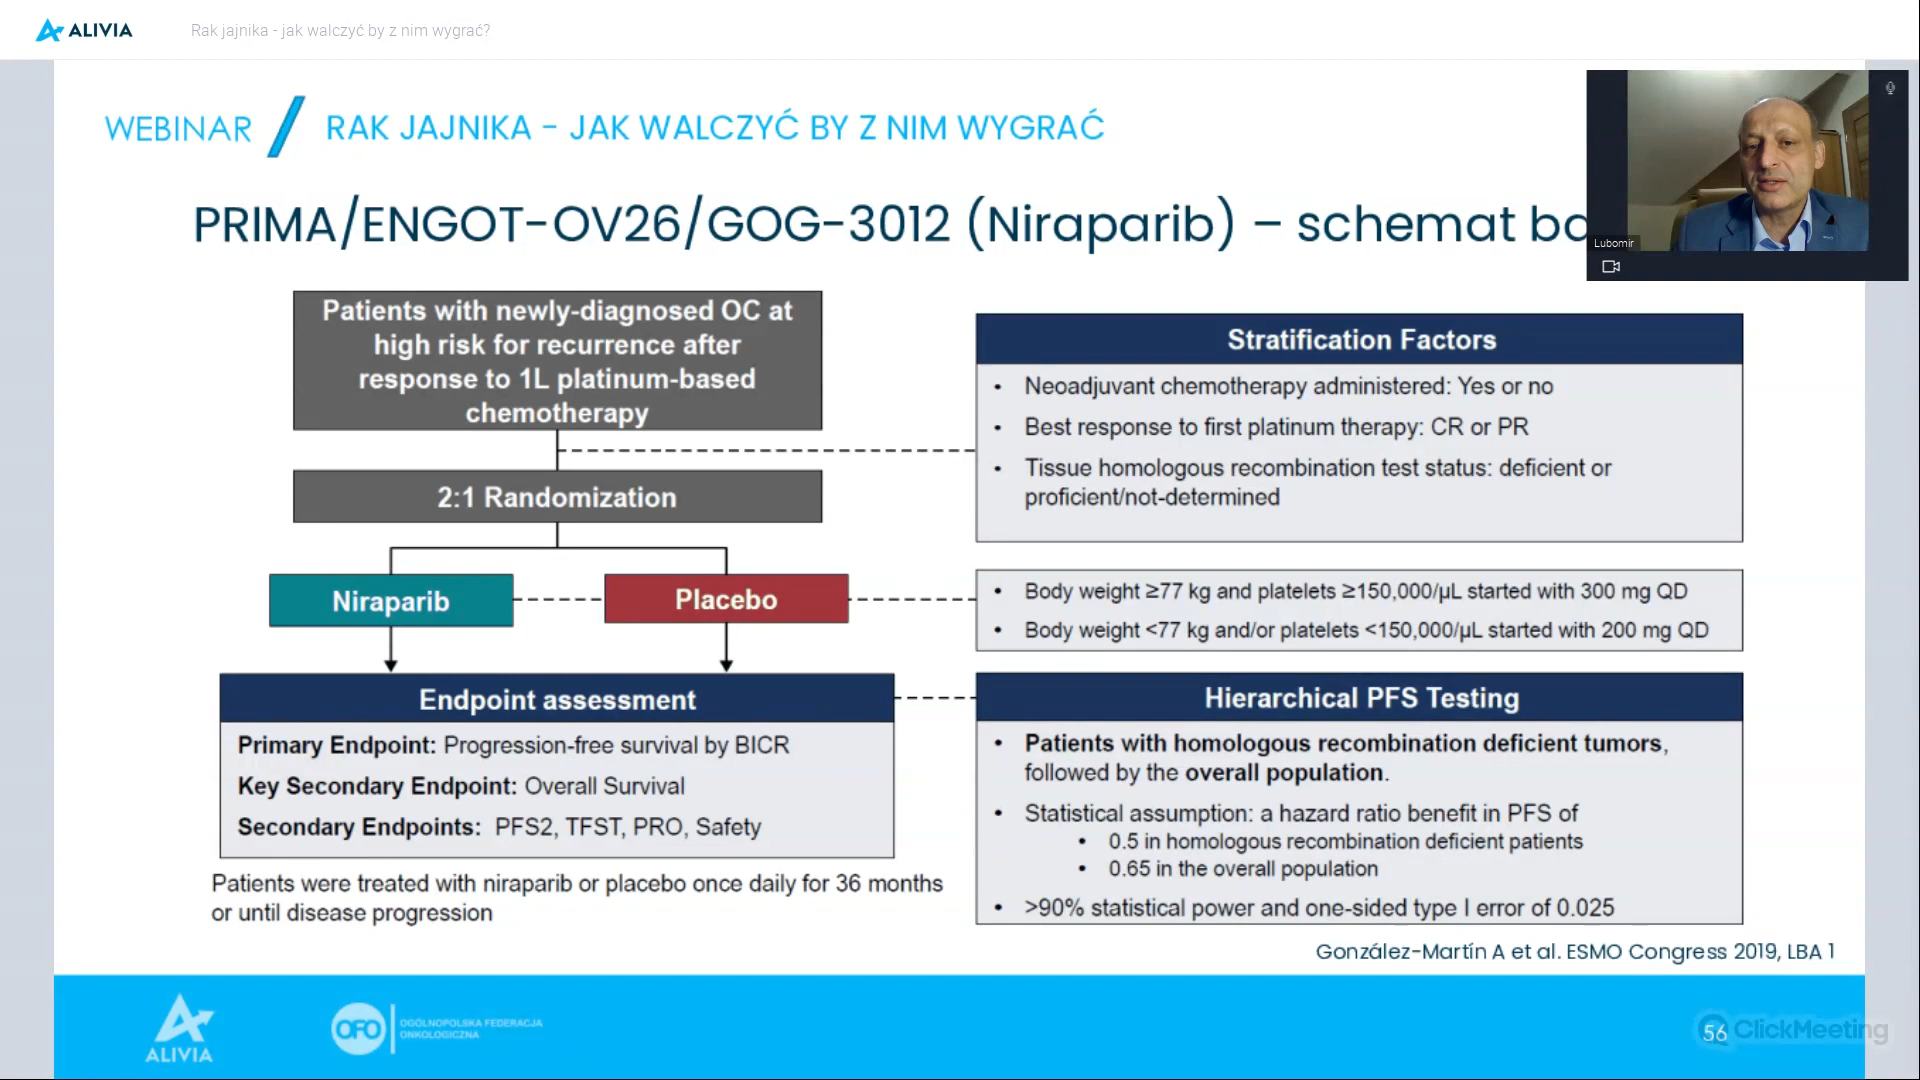 ALIVIA
Rak jajnika - jak walczyć by z nim wygrać?
WEBINAR / RAK JAJNIKA - JAK WALCZYĆ BY Z NIM WYGRAĆ
PRIMA/ENGOT-OV26/GOG-3012 (Niraparib) – schemat ba
Lubomir
Patients with newly-diagnosed OC at
high risk for recurrence after
response to 1L platinum-based
chemotherapy
2:1 Randomization
Niraparib
Placebo
Endpoint assessment
Primary Endpoint: Progression-free survival by BICR
Key Secondary Endpoint: Overall Survival
Secondary Endpoints: PFS2, TFST, PRO, Safety
Patients were treated with niraparib or placebo once daily for 36 months
or until disease progression
Stratification Factors
• Neoadjuvant chemotherapy administered: Yes or no
• Best response to first platinum therapy: CR or PR
• Tissue homologous recombination test status: deficient or
proficient/not-determined
• Body weight ≥77 kg and platelets ≥150,000/μL started with 300 mg QD
• Body weight <77 kg and/or platelets <150,000/μL started with 200 mg QD
Hierarchical PFS Testing
• Patients with homologous recombination deficient tumors,
followed by the overall population.
• Statistical assumption: a hazard ratio benefit in PFS of
• 0.5 in homologous recombination deficient patients
• 0.65 in the overall population
• >90% statistical power and one-sided type I error of 0.025
González-Martín A et al. ESMO Congress 2019, LBA 1
ALIVIA
OFO
OGÓLNOPOLSKA FEDERACJA
ONKOLOGICZNA
56
ClickMeeting